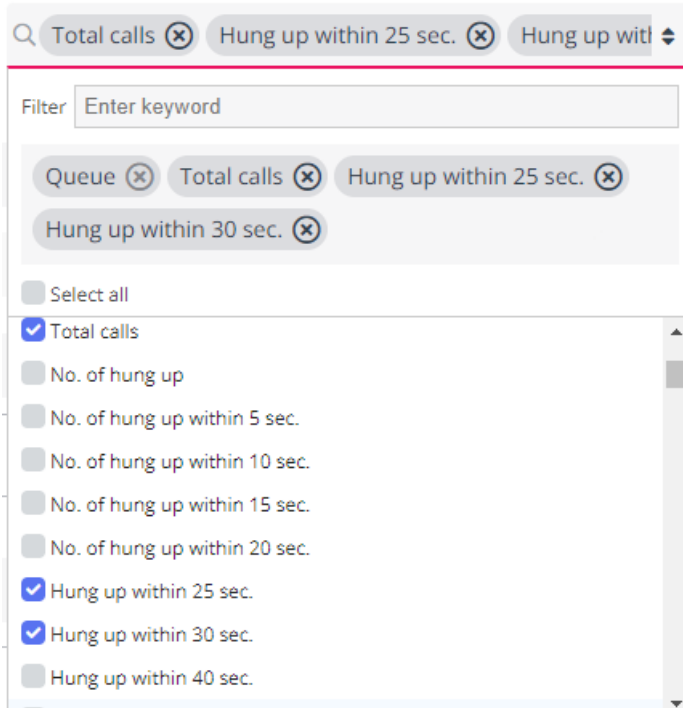 Total calls Hung up within 25 sec. Hung up with
Filter Enter keyword
Queue Total calls Hung up within 25 sec.
Hung up within 30 sec.
Select all
Total calls
No. of hung up
No. of hung up within 5 sec.
No. of hung up within 10 sec.
No. of hung up within 15 sec.
No. of hung up within 20 sec.
Hung up within 25 sec.
Hung up within 30 sec.
Hung up within 40 sec.